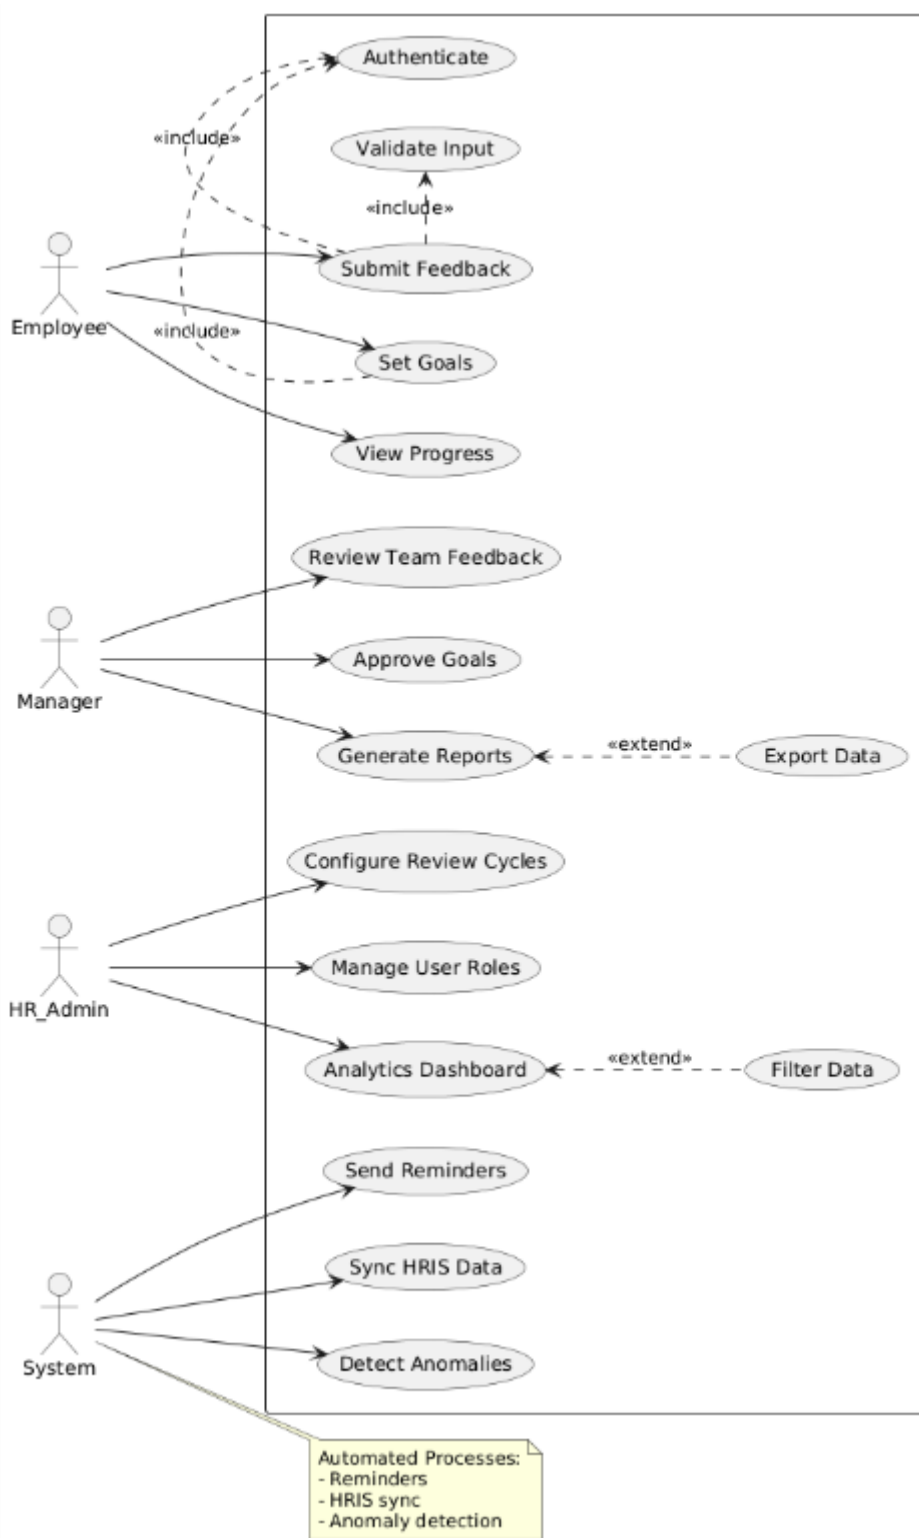 Authenticate
«include»
Validate Input
«include»
Submit Feedback
Employee
«include»
Set Goals
View Progress
Review Team Feedback
Manager
Approve Goals
Generate Reports
«extend»
Export Data
Configure Review Cycles
HR_Admin
Manage User Roles
Analytics Dashboard
«extend»
Filter Data
Send Reminders
Sync HRIS Data
System
Detect Anomalies
Automated Processes:
- Reminders
- HRIS sync
- Anomaly detection